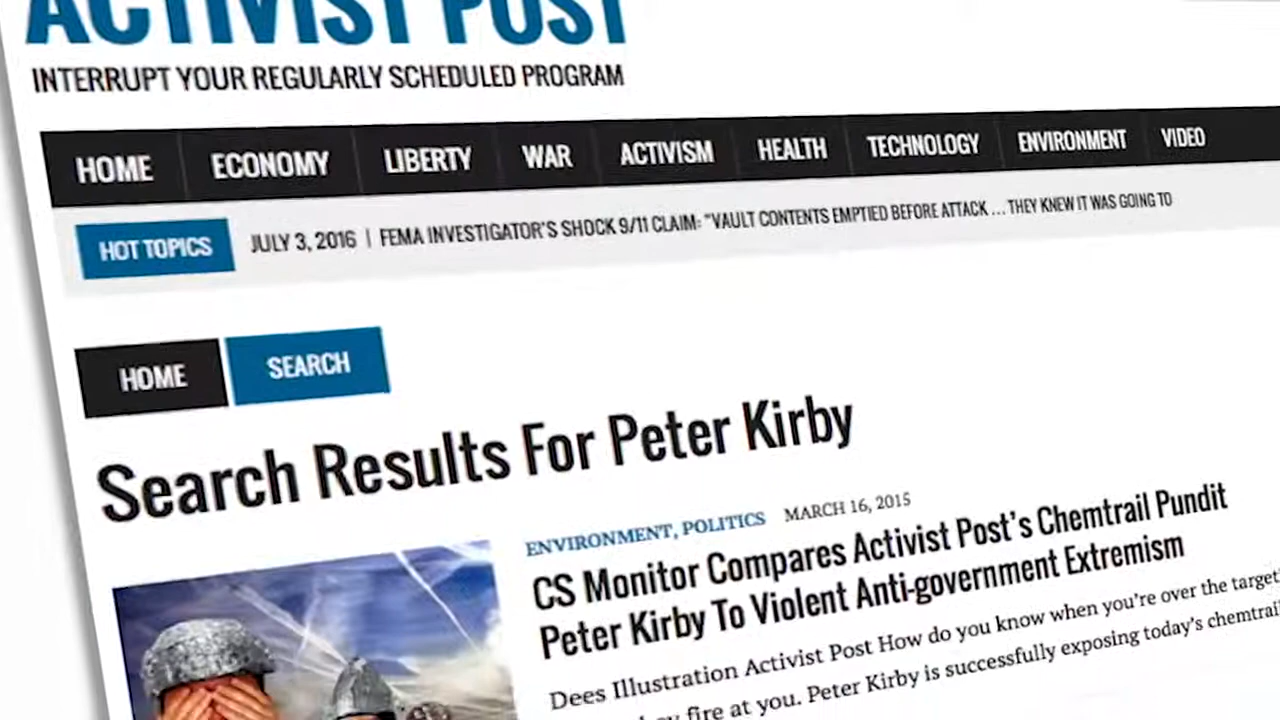 ACTIVIST POST
INTERRUPT YOUR REGULARLY SCHEDULED PROGRAM
HOME ECONOMY LIBERTY WAR ACTIVISM HEALTH TECHNOLOGY ENVIRONMENT VIDEO
HOT TOPICS JULY 3, 2016 | FEMA INVESTIGATOR'S SHOCK 9/11 CLAIM: "VAULT CONTENTS EMPTIED BEFORE ATTACK ... THEY KNEW IT WAS GOING TO
HOME SEARCH
Search Results For Peter Kirby
ENVIRONMENT, POLITICS MARCH 16, 2015
CS Monitor Compares Activist Post's Chemtrail Pundit
Peter Kirby To Violent Anti-government Extremism
Dees Illustration Activist Post How do you know when you're over the target
fire at you. Peter Kirby is successfully exposing today's